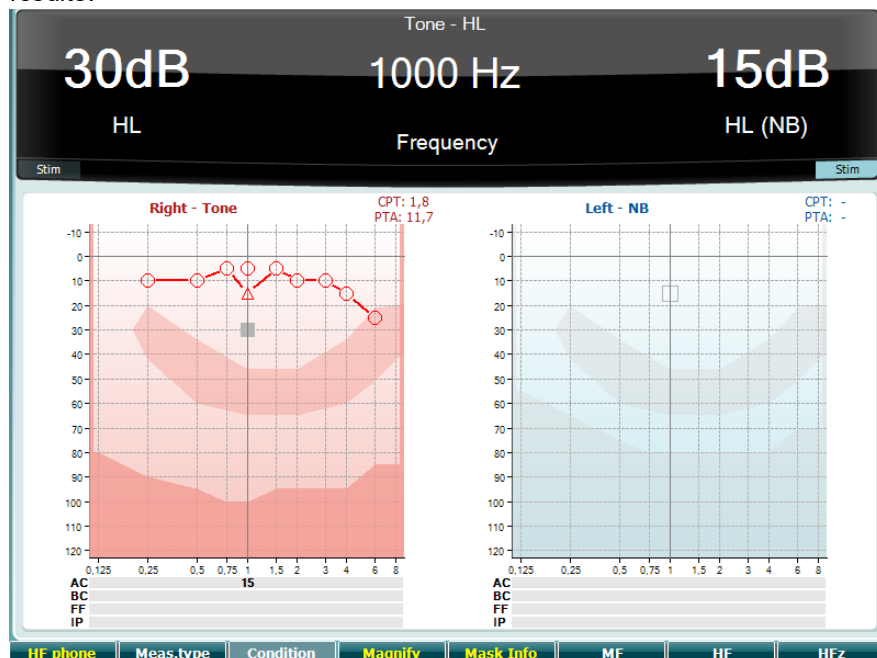 Tone - HL
30dB 1000 Hz 15dB
HL Frequency HL (NB)
Stim Stim
Right - Tone CPT: 1,8
PTA: 11,7
Left - NB CPT: -
PTA: -
-10 -10
0 0
10 10
20 20
30 30
40 40
50 50
60 60
70 70
80 80
90 90
100 100
110 110
120 120
0,125 0,25 0,5 0,75 1 1,5 2 3 4 6 8 0,125 0,25 0,5 0,75 1 1,5 2 3 4 6 8
AC 15 AC
BC BC
FF FF
IP IP
HF phone Meas.type Condition Magnify Mask Info MF HF HFz